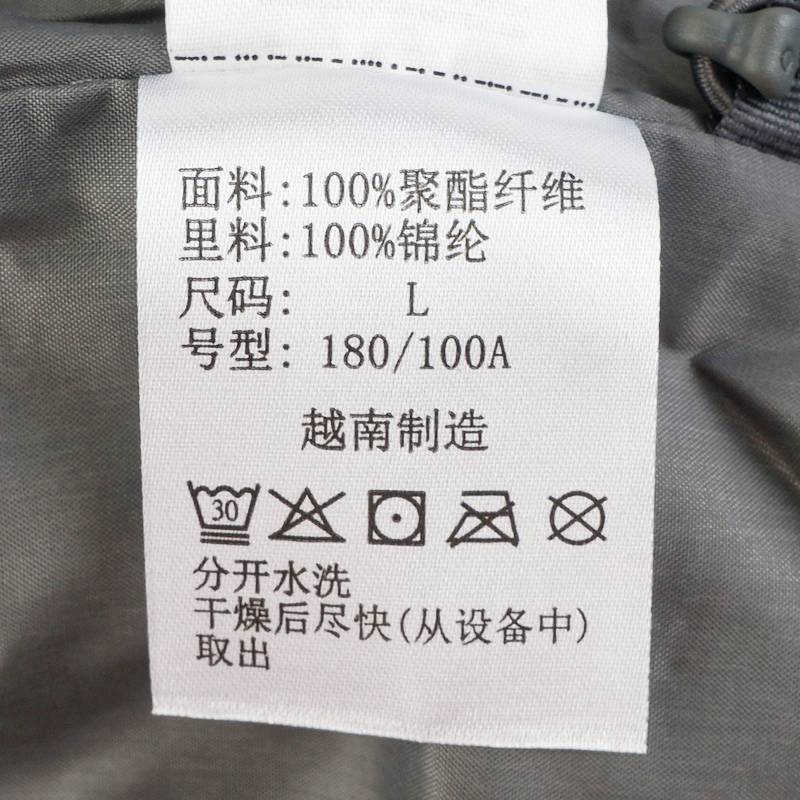 面料:100%聚酯纤维
里料:100%锦纶
尺码: L
号型: 180/100A
越南制造
30
分开水洗
干燥后尽快(从设备中)
取出